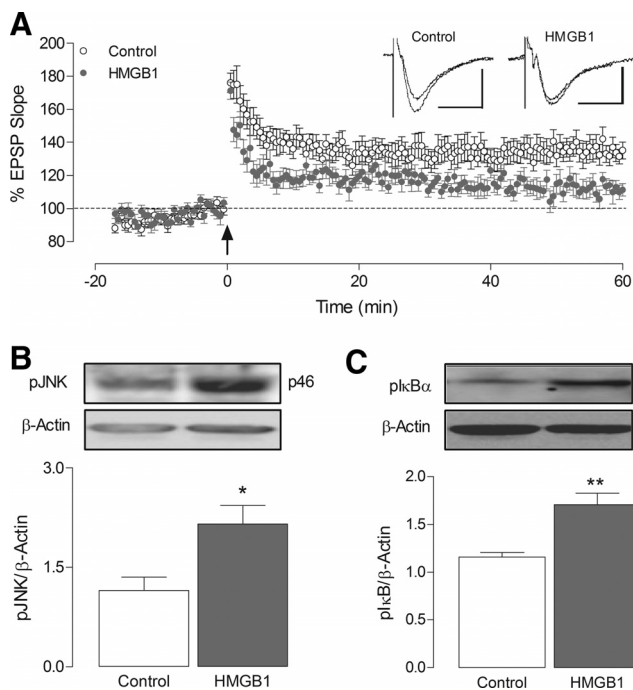 A
Control
HMGB1
Control
HMGB1
% EPSP Slope
200
180
160
140
120
100
80
-20
0
20
40
60
Time (min)
B
pJNK
p46
β-Actin
pJNK/β-Actin
3.0
1.5
0.0
*
Control
HMGB1
C
pIκBα
β-Actin
pIκB/β-Actin
2.0
1.5
1.0
0.5
0.0
**
Control
HMGB1